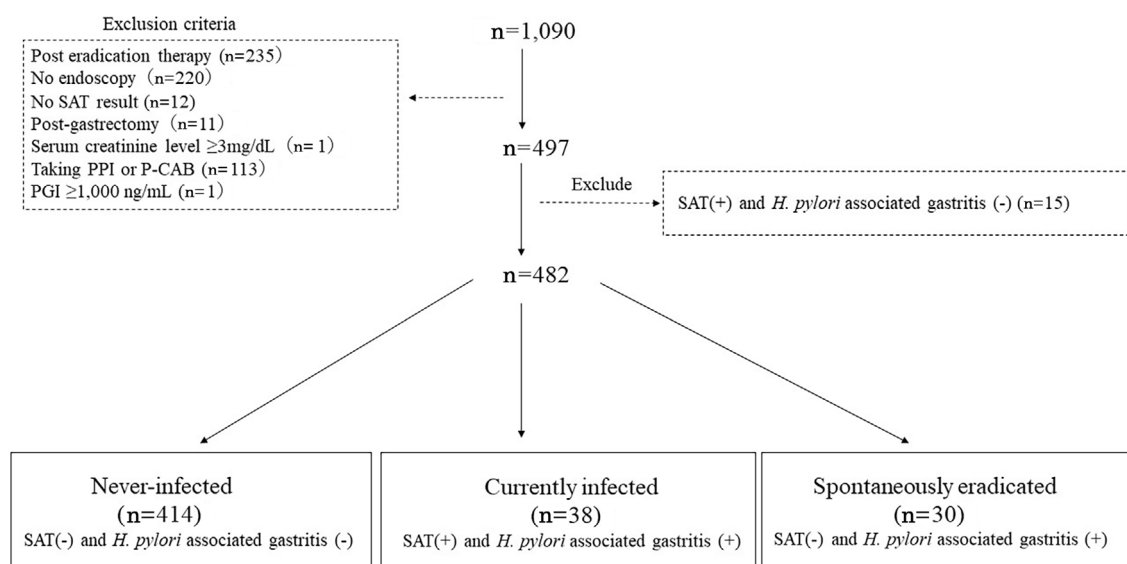 Exclusion criteria
n=1,090
Post eradication therapy (n=235)
No endoscopy (n=220)
No SAT result (n=12)
Post-gastrectomy (n=11)
Serum creatinine level ≥3mg/dL (n= 1)
Taking PPI or P-CAB (n=113)
PGI ≥1,000 ng/mL (n=1)
n=497
Exclude
SAT(+) and H. pylori associated gastritis (-) (n=15)
n=482
Never-infected
(n=414)
SAT(-) and H. pylori associated gastritis (-)
Currently infected
(n=38)
SAT(+) and H. pylori associated gastritis (+)
Spontaneously eradicated
(n=30)
SAT(-) and H. pylori associated gastritis (+)